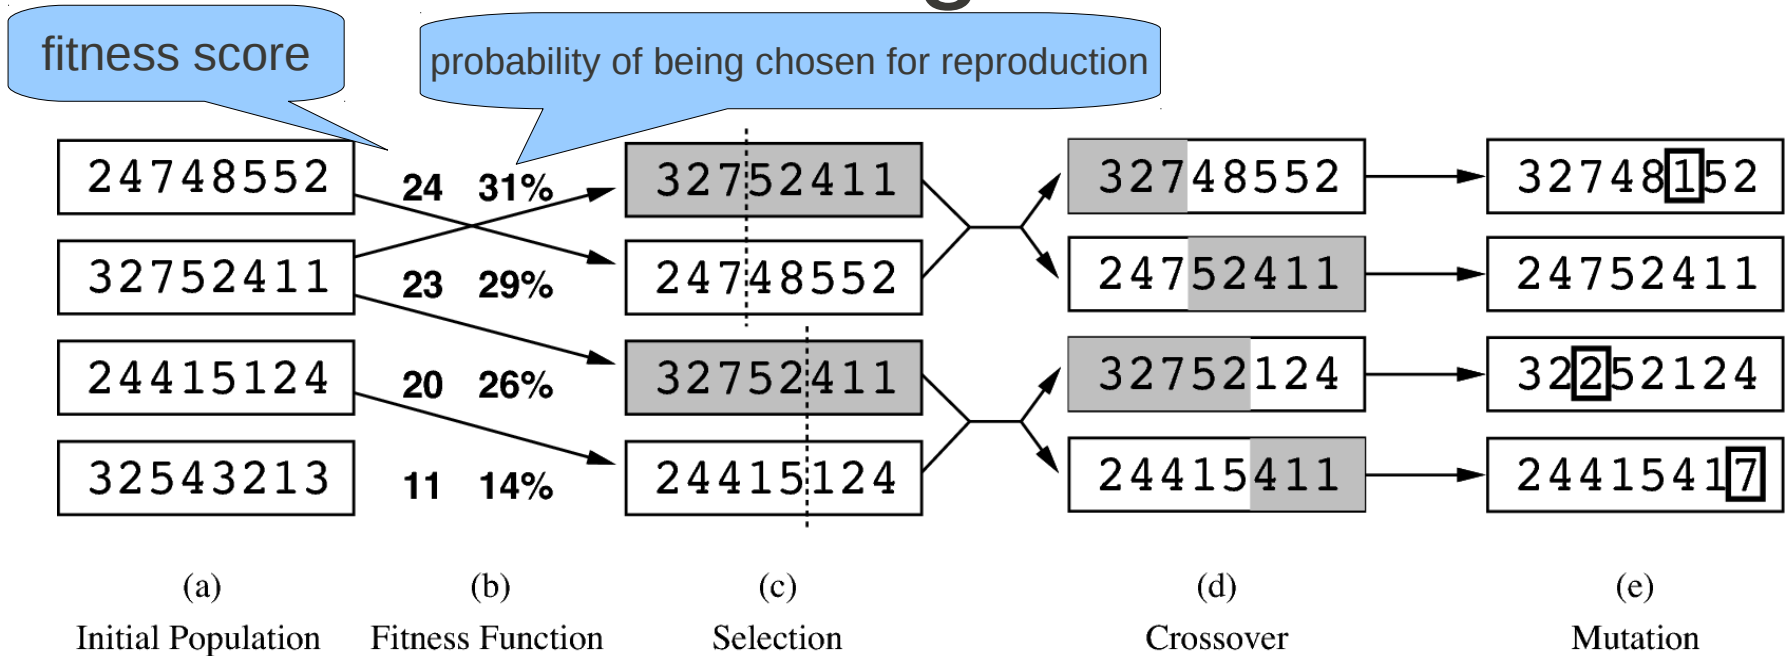 g
fitness score
probability of being chosen for reproduction
24748552 24 31% 32752411 32748552 32748152
32752411 23 29% 24748552 24752411 24752411
24415124 20 26% 32752411 32752124 32252124
32543213 11 14% 24415124 24415411 24415417
(a) (b) (c) (d) (e)
Initial Population Fitness Function Selection Crossover Mutation